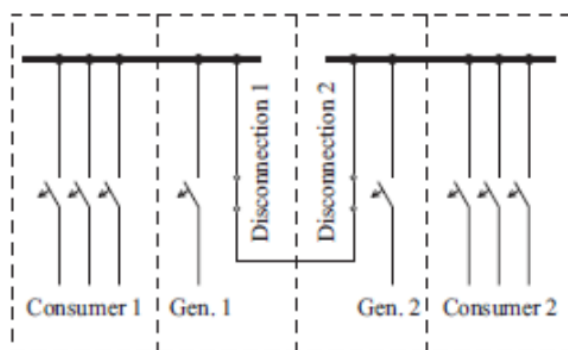 Disconnection 1
Disconnection 2
Consumer 1
Gen. 1
Gen. 2
Consumer 2